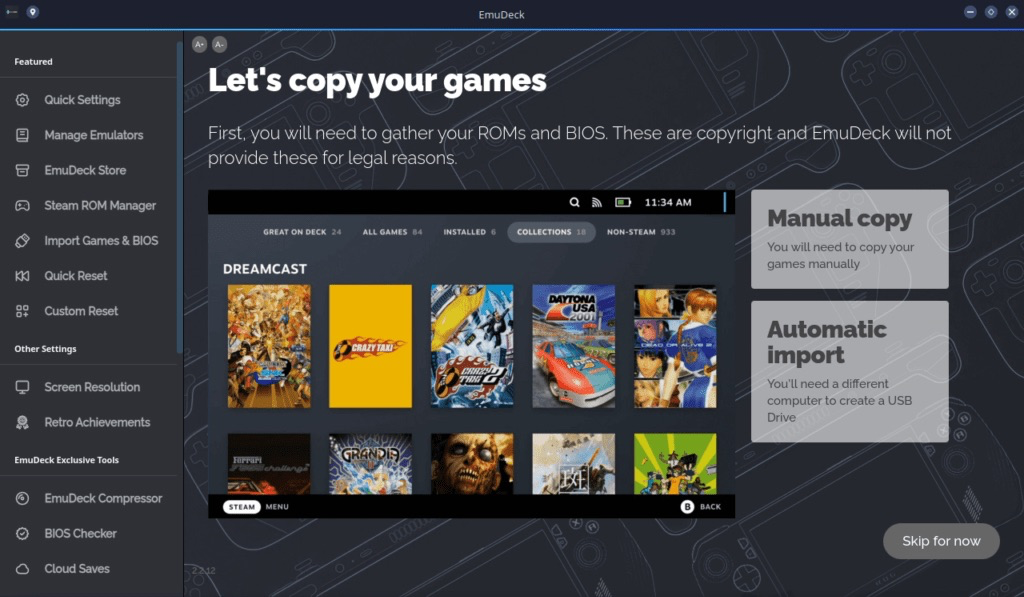 EmuDeck
Featured
Quick Settings
Manage Emulators
EmuDeck Store
Steam ROM Manager
Import Games & BIOS
Quick Reset
Custom Reset
Other Settings
Screen Resolution
Retro Achievements
EmuDeck Exclusive Tools
EmuDeck Compressor
BIOS Checker
Cloud Saves
A+ A-
Let's copy your games
First, you will need to gather your ROMs and BIOS. These are copyright and EmuDeck will not
provide these for legal reasons.
11:34 AM
GREAT ON DECK 24 ALL GAMES 84 INSTALLED 6 COLLECTIONS 18 NON-STEAM 933
DREAMCAST
CRAZY TAXI
CRAZY TAXI 2
DAYTONA
USA
2001
DEAD OR ALIVE 2
Ferrari
challenge
GRANDIA
STEAM MENU
B BACK
Manual copy
You will need to copy your
games manually
Automatic
import
You'll need a different
computer to create a USB
Drive
Skip for now
2.2.12